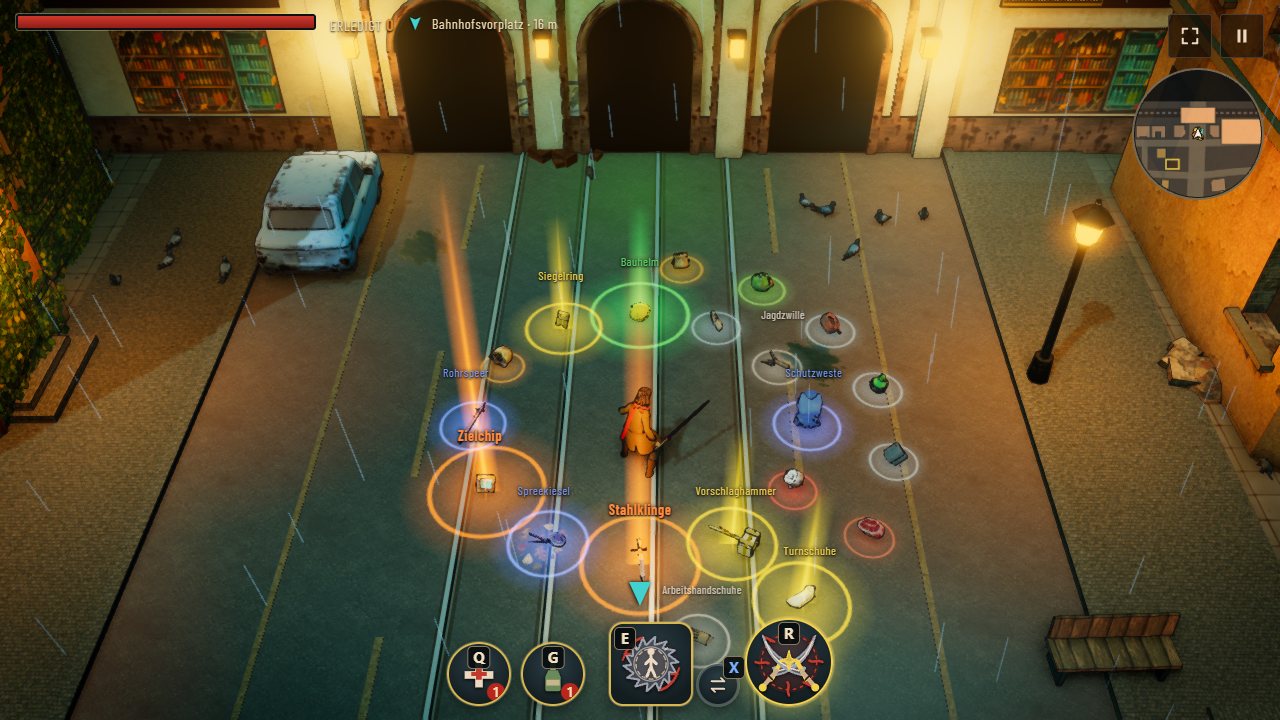 ERLEDIGT 0
Bahnhofsvorplatz · 16 m
Bauhelm
Siegelring
Jagdzwille
Rohrspeer
Schutzweste
Zielchip
Spreekiesel
Vorschlaghammer
Stahlklinge
Turnschuhe
Arbeitshandschuhe
Q
1
G
1
E
X
R